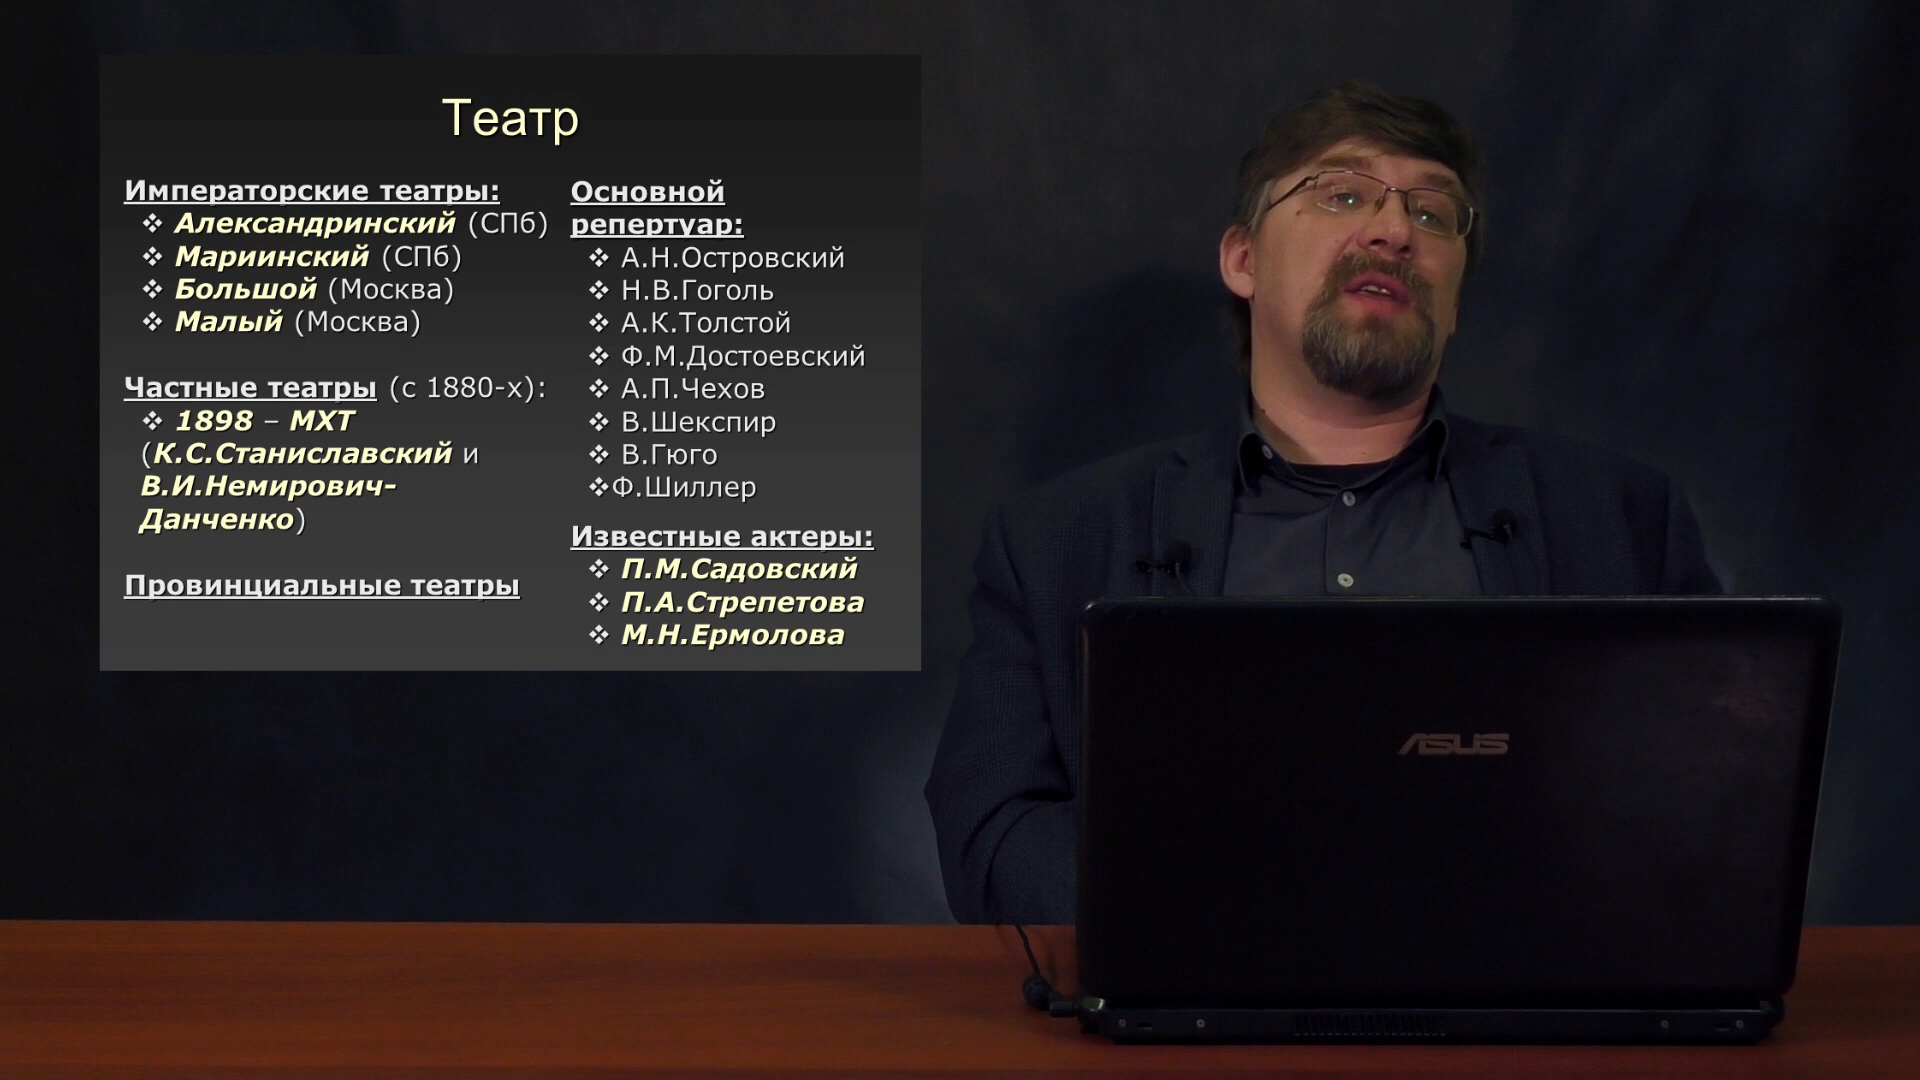 Театр
Императорские театры:
❖ Александринский (СПб)
❖ Мариинский (СПб)
❖ Большой (Москва)
❖ Малый (Москва)
Частные театры (с 1880-х):
❖ 1898 – МХТ
(К.С.Станиславский и
В.И.Немирович-
Данченко)
Провинциальные театры
Основной
репертуар:
❖ А.Н.Островский
❖ Н.В.Гоголь
❖ А.К.Толстой
❖ Ф.М.Достоевский
❖ А.П.Чехов
❖ В.Шекспир
❖ В.Гюго
❖Ф.Шиллер
Известные актеры:
❖ П.М.Садовский
❖ П.А.Стрепетова
❖ М.Н.Ермолова
ASUS